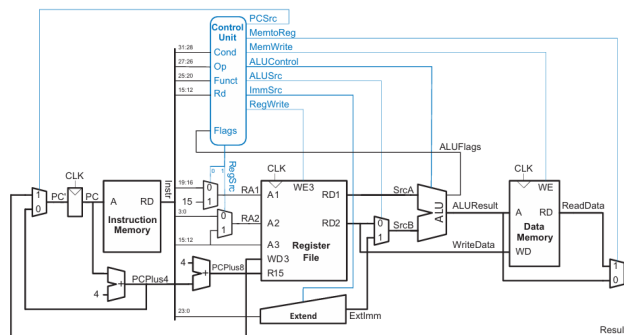 PCSrc
Control
Unit
MemtoReg
31:28
Cond
MemWrite
27:26
Op
ALUControl
25:20
Funct
ALUSrc
15:12
Rd
ImmSrc
RegWrite
Flags
ALUFlags
0 1
RegSrc
CLK
CLK
CLK
Instr
19:16
0
RA1
A1
WE3
RD1
SrcA
WE
1
0
PC'
PC
A
RD
15
1
ALU
ALUResult
A
RD
ReadData
Instruction
Memory
3:0
0
1
RA2
A2
RD2
0
1
SrcB
Data
Memory
15:12
A3
Register
File
WriteData
WD
WD3
R15
4
+
PCPlus4
4
+
PCPlus8
1
0
23:0
Extend
ExtImm
Result